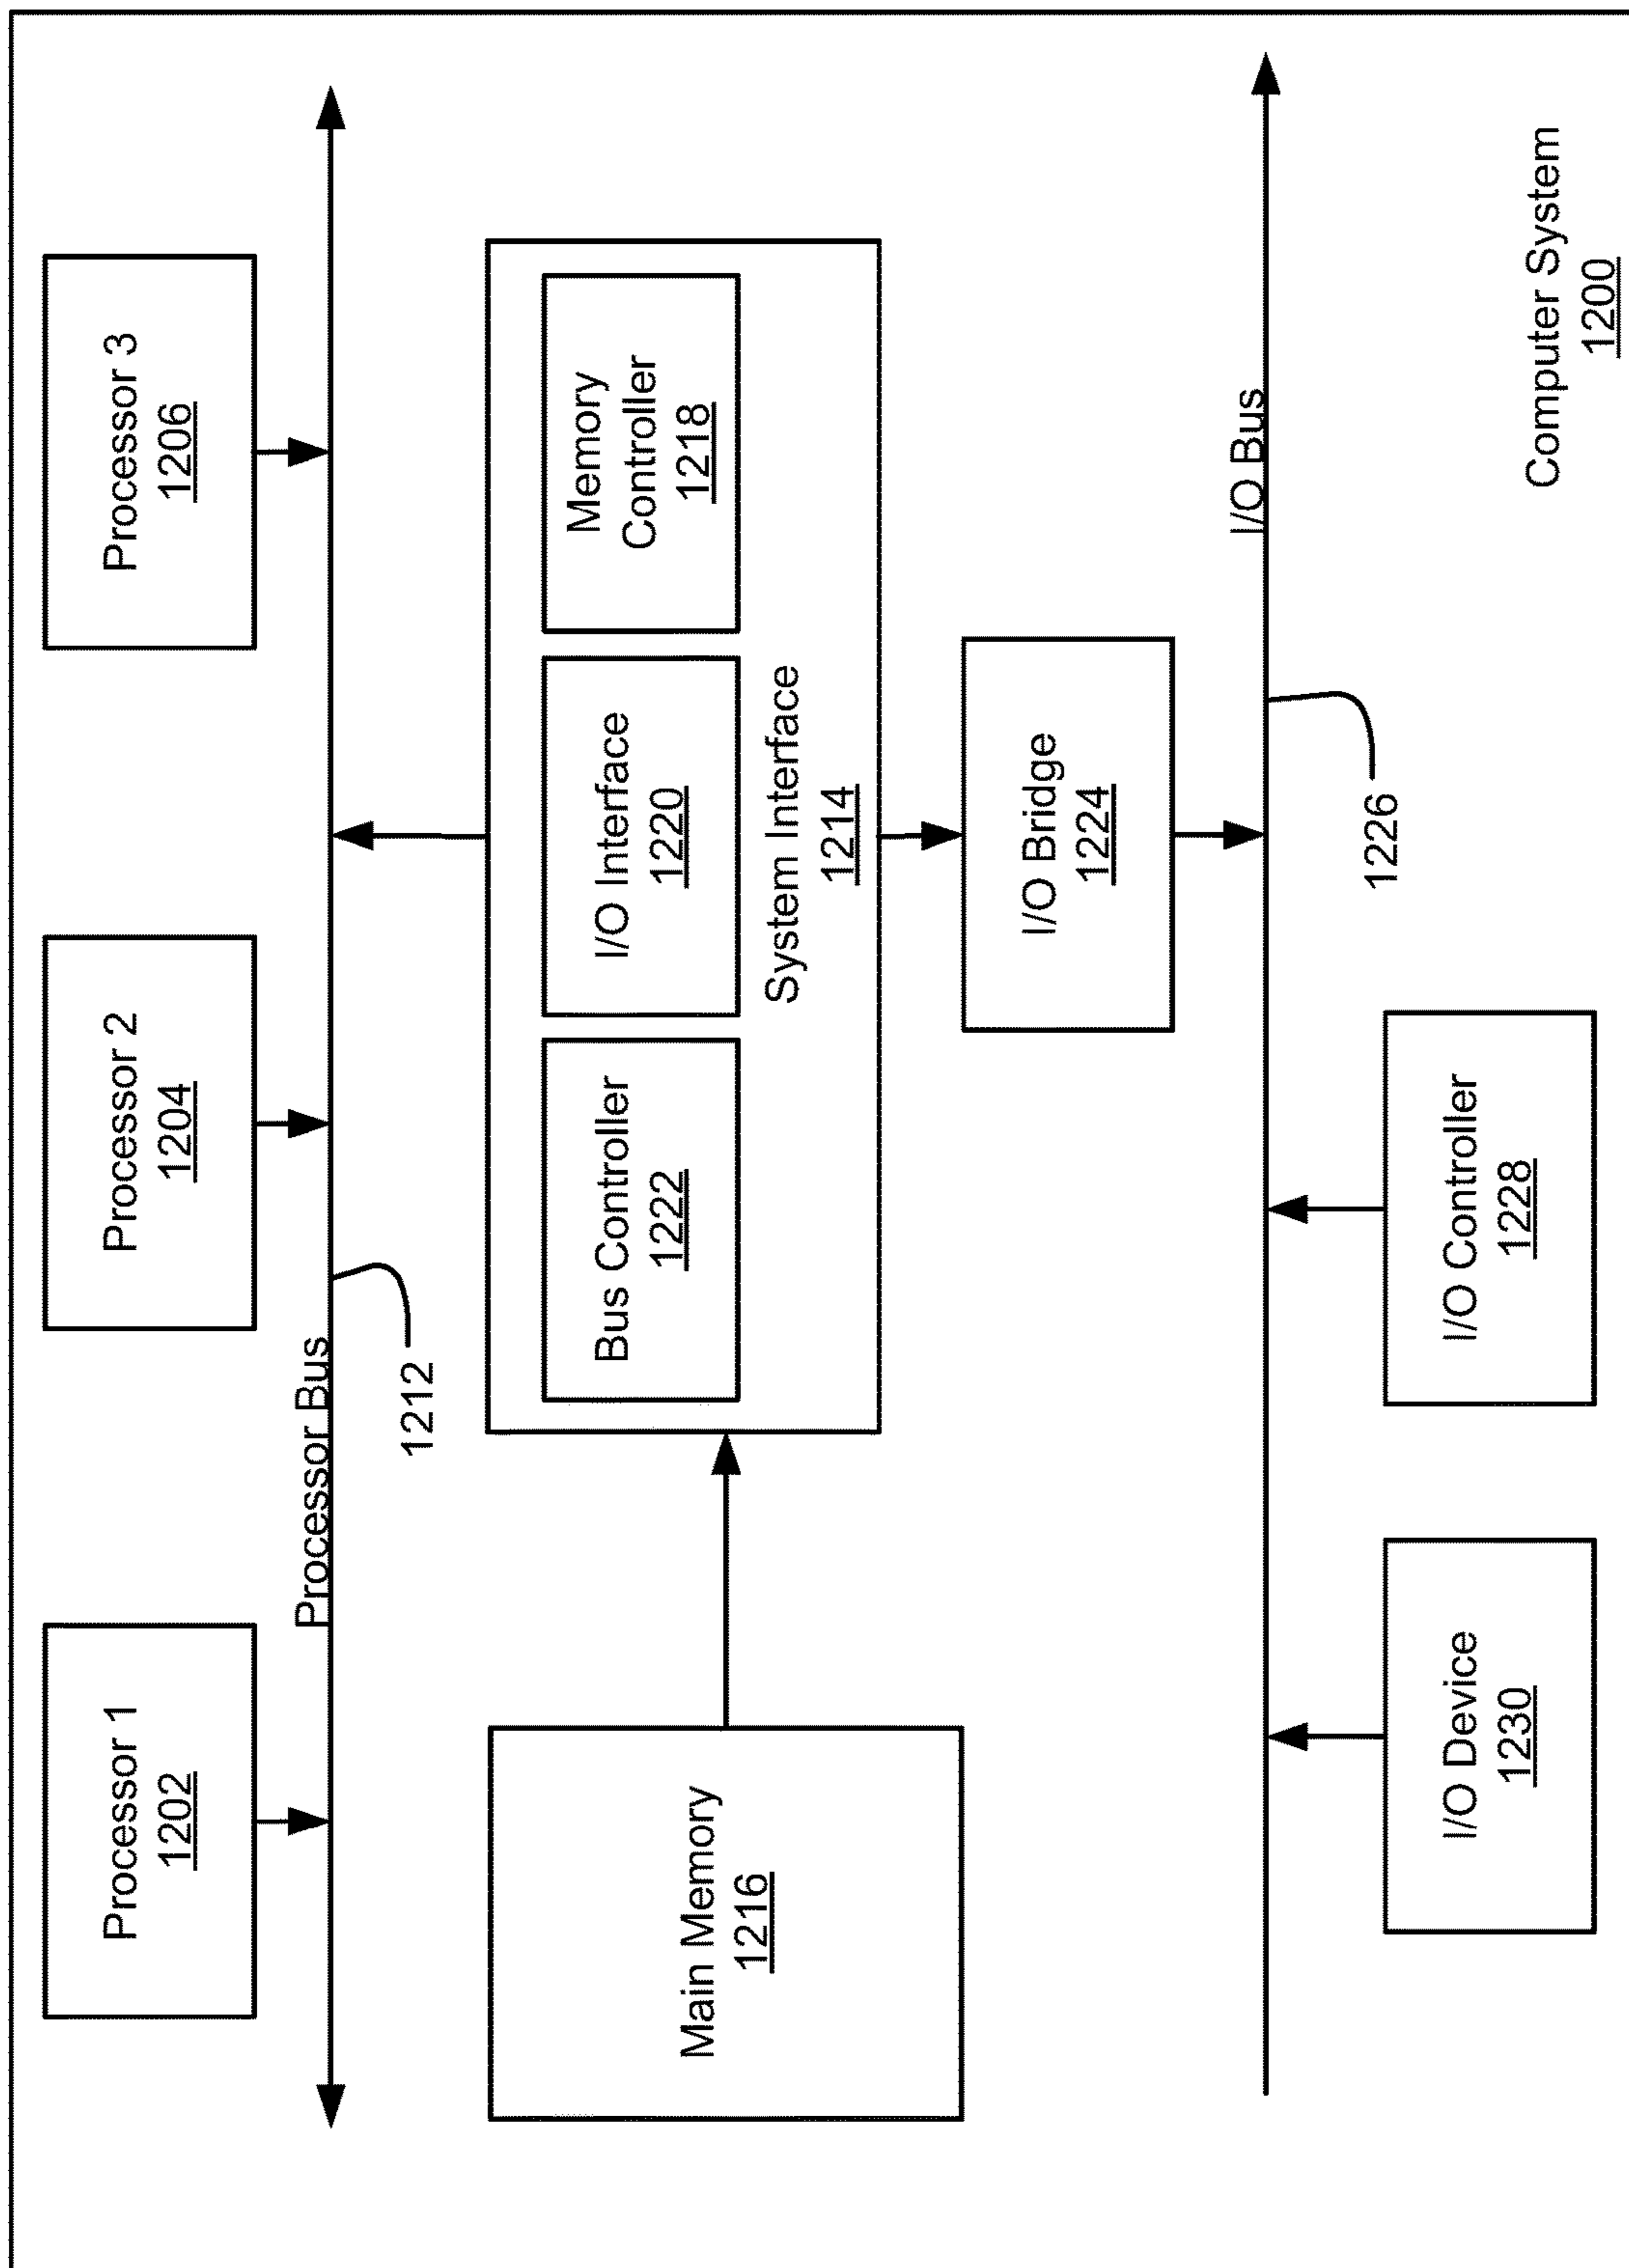 Processor 1
1202
Processor 2
1204
Processor 3
1206
Processor Bus
1212
Main Memory
1216
Bus Controller
1222
I/O Interface
1220
Memory
Controller
1218
System Interface
1214
I/O Bridge
1224
I/O Bus
1226
I/O Device
1230
I/O Controller
1228
Computer System
1200